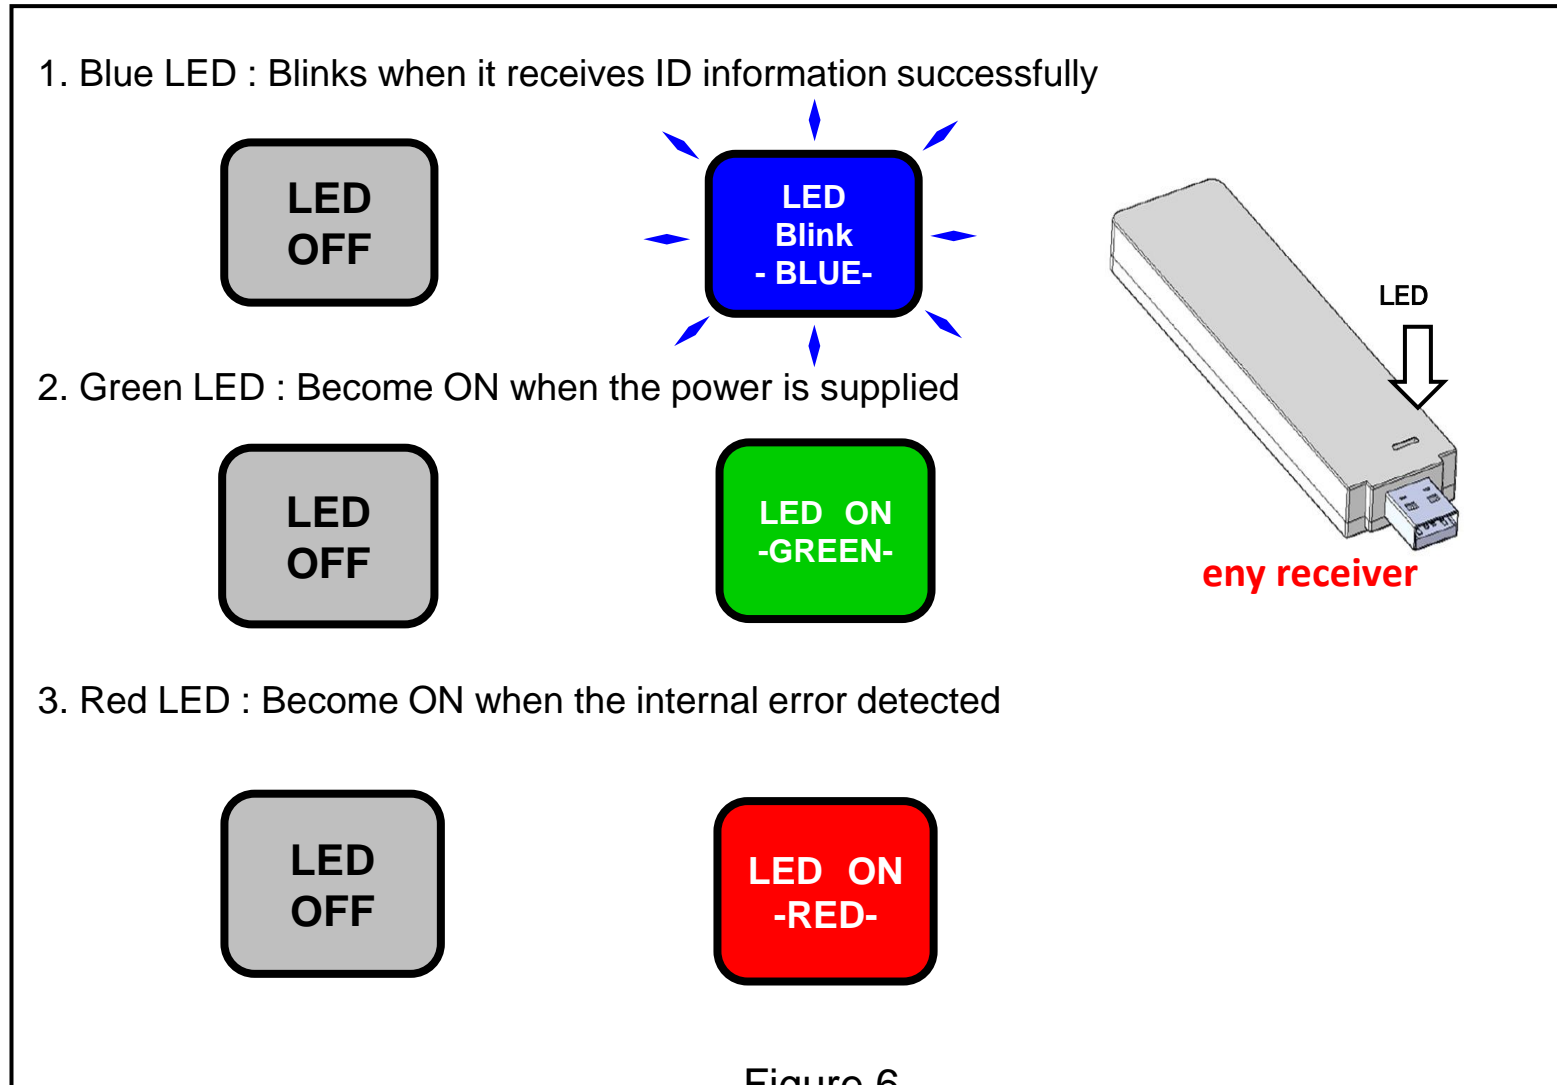 1. Blue LED : Blinks when it receives ID information successfully
LED
OFF
LED
Blink
- BLUE-
LED
2. Green LED : Become ON when the power is supplied
LED
OFF
LED ON
-GREEN-
eny receiver
3. Red LED : Become ON when the internal error detected
LED
OFF
LED ON
-RED-
Figure 6